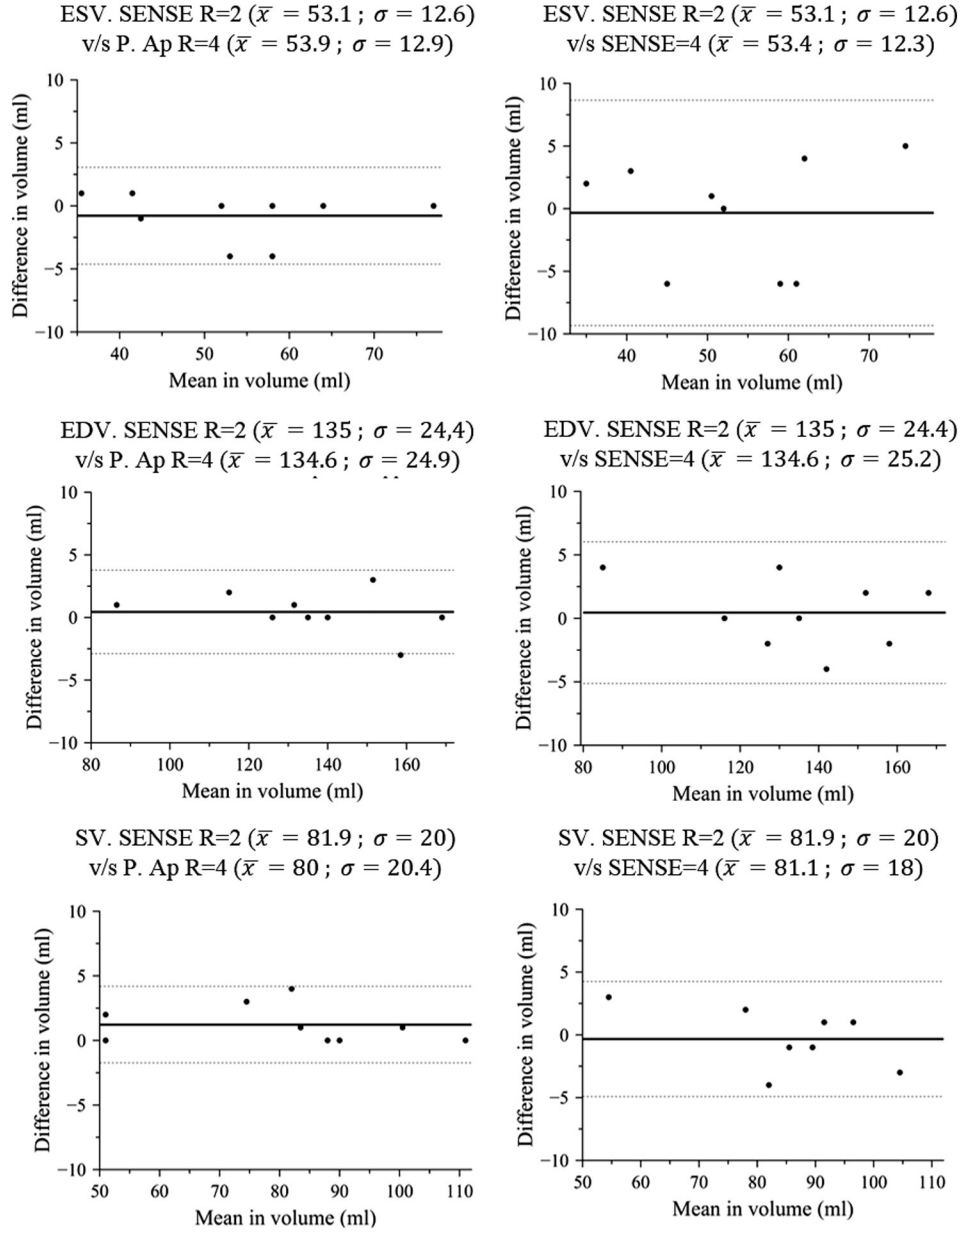 ESV. SENSE R=2 (x̅ = 53.1 ; σ = 12.6)
v/s P. Ap R=4 (x̅ = 53.9 ; σ = 12.9)
10
5
0
−5
−10
Difference in volume (ml)
40 50 60 70
Mean in volume (ml)
ESV. SENSE R=2 (x̅ = 53.1 ; σ = 12.6)
v/s SENSE=4 (x̅ = 53.4 ; σ = 12.3)
10
5
0
−5
−10
Difference in volume (ml)
40 50 60 70
Mean in volume (ml)
EDV. SENSE R=2 (x̅ = 135 ; σ = 24,4)
v/s P. Ap R=4 (x̅ = 134.6 ; σ = 24.9)
10
5
0
−5
−10
Difference in volume (ml)
80 100 120 140 160
Mean in volume (ml)
EDV. SENSE R=2 (x̅ = 135 ; σ = 24.4)
v/s SENSE=4 (x̅ = 134.6 ; σ = 25.2)
10
5
0
−5
−10
Difference in volume (ml)
80 100 120 140 160
Mean in volume (ml)
SV. SENSE R=2 (x̅ = 81.9 ; σ = 20)
v/s P. Ap R=4 (x̅ = 80 ; σ = 20.4)
10
5
0
−5
−10
Difference in volume (ml)
50 60 70 80 90 100 110
Mean in volume (ml)
SV. SENSE R=2 (x̅ = 81.9 ; σ = 20)
v/s SENSE=4 (x̅ = 81.1 ; σ = 18)
10
5
0
−5
−10
Difference in volume (ml)
50 60 70 80 90 100 110
Mean in volume (ml)